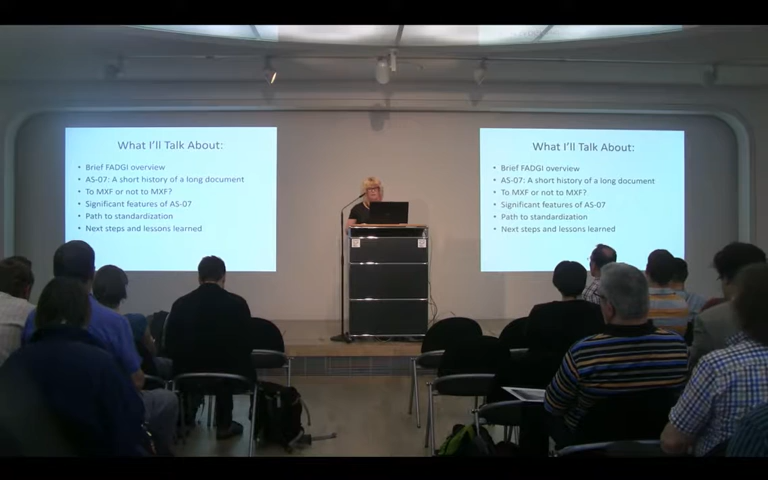 What I'll Talk About:
• Brief FADGI overview
• AS-07: A short history of a long document
• To MXF or not to MXF?
• Significant features of AS-07
• Path to standardization
• Next steps and lessons learned
What I'll Talk About:
• Brief FADGI overview
• AS-07: A short history of a long document
• To MXF or not to MXF?
• Significant features of AS-07
• Path to standardization
• Next steps and lessons learned